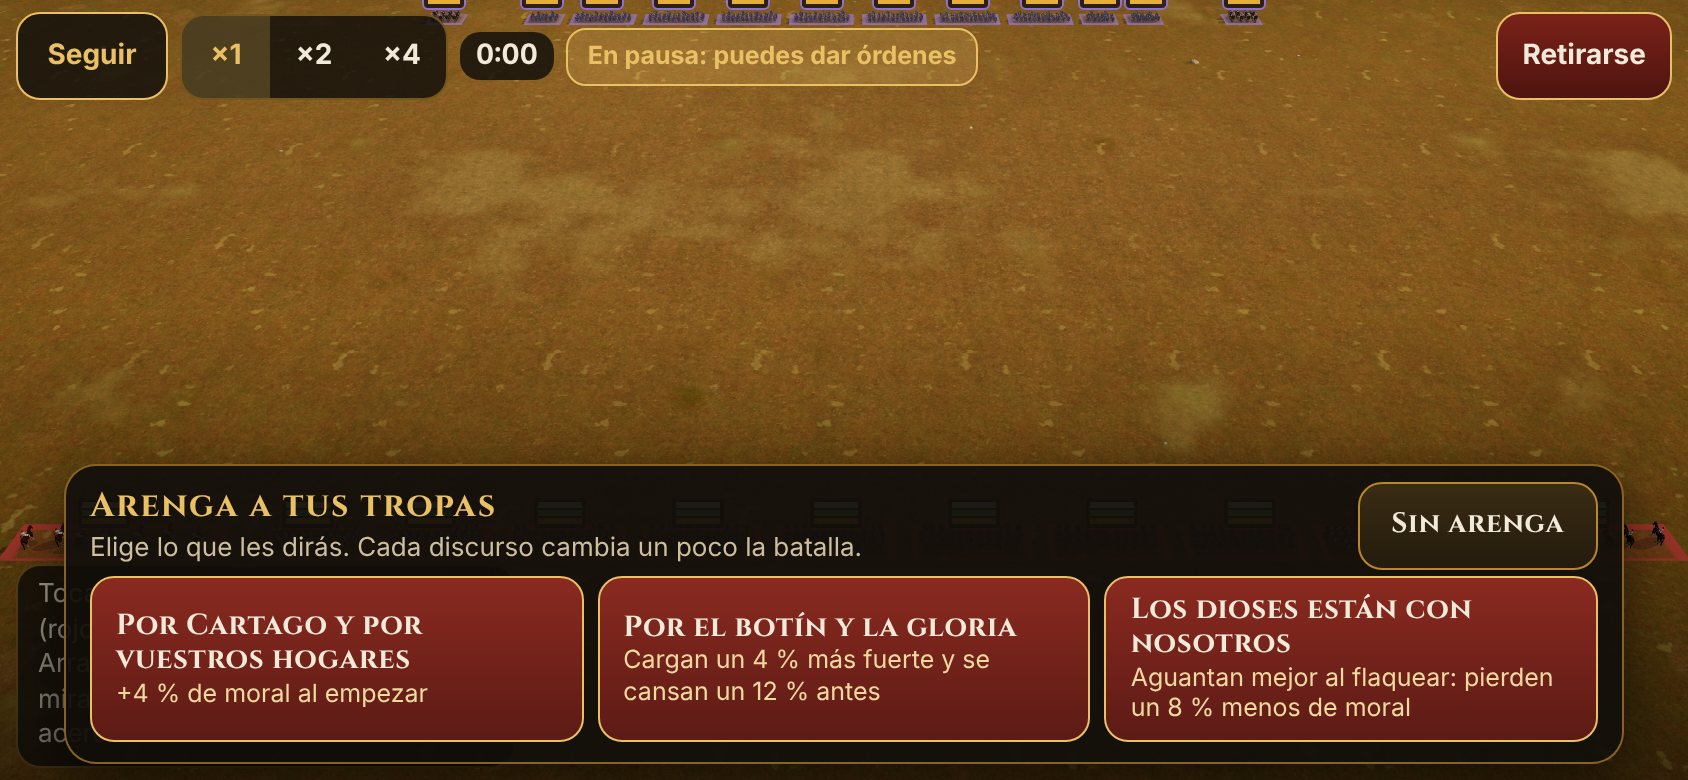 Seguir
×1
×2
×4
0:00
En pausa: puedes dar órdenes
Retirarse
Arenga a tus tropas
Elige lo que les dirás. Cada discurso cambia un poco la batalla.
Sin arenga
Por Cartago y por
vuestros hogares
+4 % de moral al empezar
Por el botín y la gloria
Cargan un 4 % más fuerte y se
cansan un 12 % antes
Los dioses están con
nosotros
Aguantan mejor al flaquear: pierden
un 8 % menos de moral